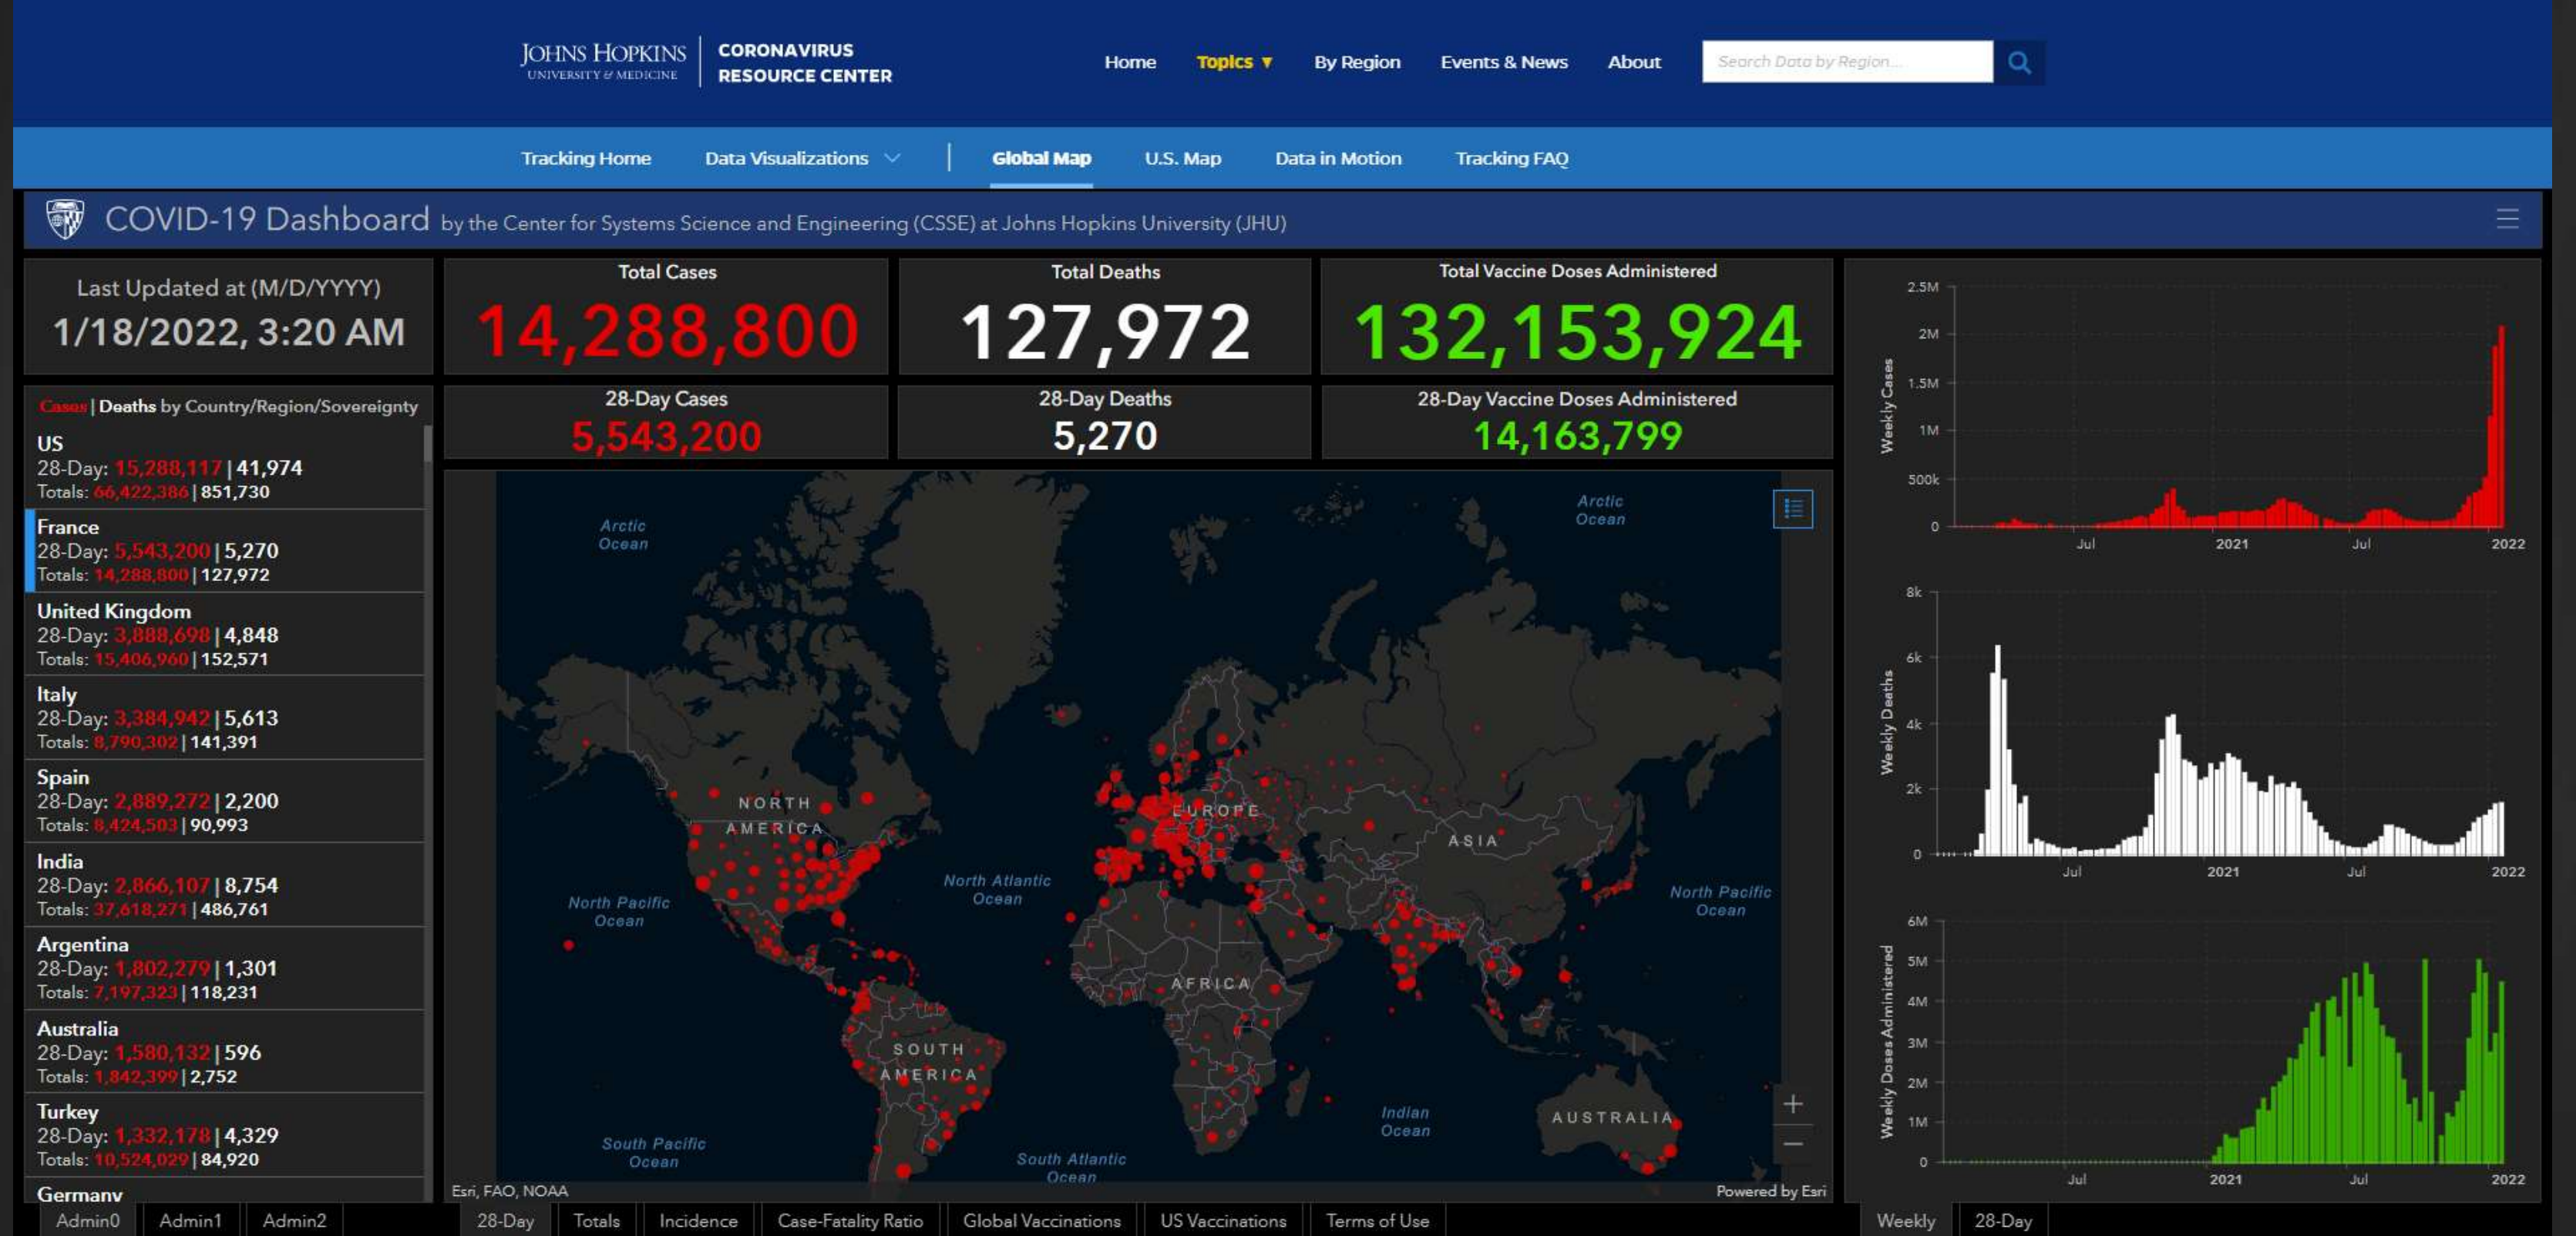 JOHNS HOPKINS
UNIVERSITY & MEDICINE
CORONAVIRUS
RESOURCE CENTER
Home Topics ▼ By Region Events & News About Search Data by Region...
Tracking Home Data Visualizations Global Map U.S. Map Data in Motion Tracking FAQ
COVID-19 Dashboard by the Center for Systems Science and Engineering (CSSE) at Johns Hopkins University (JHU)
Last Updated at (M/D/YYYY)
1/18/2022, 3:20 AM
Total Cases
14,288,800
Total Deaths
127,972
Total Vaccine Doses Administered
132,153,924
28-Day Cases
5,543,200
28-Day Deaths
5,270
28-Day Vaccine Doses Administered
14,163,799
Cases | Deaths by Country/Region/Sovereignty
US
28-Day: 15,288,117 | 41,974
Totals: 66,422,386 | 851,730
France
28-Day: 5,543,200 | 5,270
Totals: 14,288,800 | 127,972
United Kingdom
28-Day: 3,888,698 | 4,848
Totals: 15,406,960 | 152,571
Italy
28-Day: 3,384,942 | 5,613
Totals: 8,790,302 | 141,391
Spain
28-Day: 2,889,272 | 2,200
Totals: 8,424,503 | 90,993
India
28-Day: 2,866,107 | 8,754
Totals: 37,618,271 | 486,761
Argentina
28-Day: 1,802,279 | 1,301
Totals: 7,197,323 | 118,231
Australia
28-Day: 1,580,132 | 596
Totals: 1,842,399 | 2,752
Turkey
28-Day: 1,332,178 | 4,329
Totals: 10,524,029 | 84,920
Germany
Admin0 Admin1 Admin2
Arctic
Ocean
Arctic
Ocean
NORTH
AMERICA
EUROPE
ASIA
North Atlantic
Ocean
North Pacific
Ocean
North Pacific
Ocean
AFRICA
SOUTH
AMERICA
Indian
Ocean
AUSTRALIA
South Pacific
Ocean
South Atlantic
Ocean
+
−
Esri, FAO, NOAA
Powered by Esri
28-Day Totals Incidence Case-Fatality Ratio Global Vaccinations US Vaccinations Terms of Use
Weekly Cases
2.5M
2M
1.5M
1M
500k
0
Jul 2021 Jul 2022
Weekly Deaths
8k
6k
4k
2k
0
Jul 2021 Jul 2022
Weekly Doses Administered
6M
5M
4M
3M
2M
1M
0
Jul 2021 Jul 2022
Weekly 28-Day